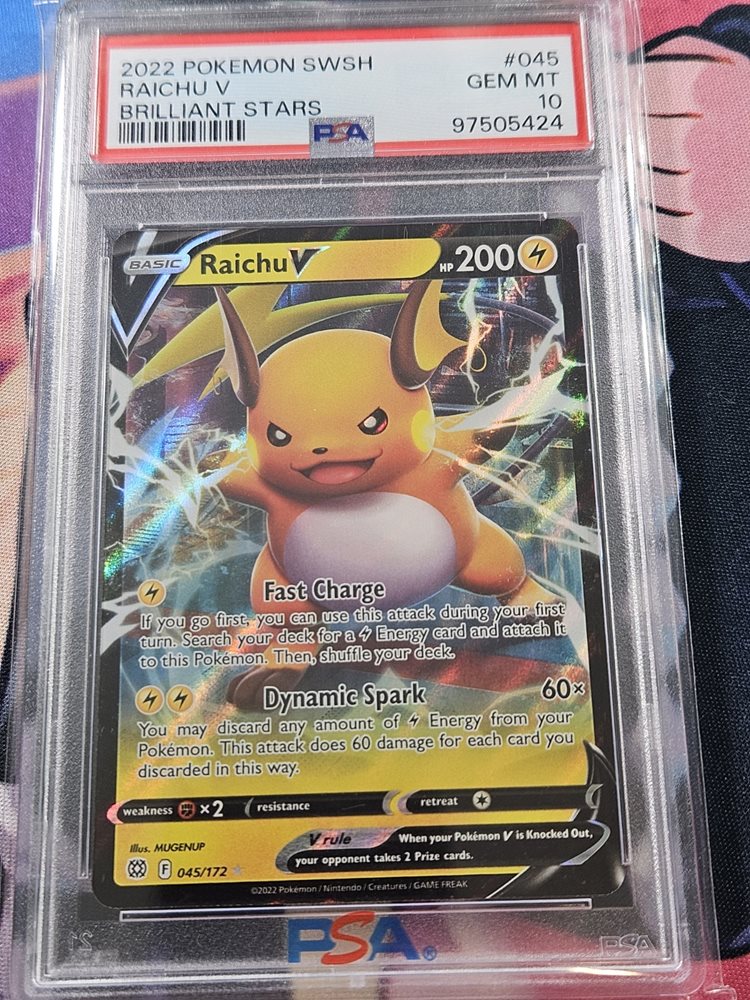 2022 POKEMON SWSH #045
RAICHU V GEM MT
BRILLIANT STARS 10
PSA 97505424
BASIC Raichu V HP 200
Fast Charge
If you go first, you can use this attack during your first
turn. Search your deck for a Energy card and attach it
to this Pokémon. Then, shuffle your deck.
Dynamic Spark 60×
You may discard any amount of Energy from your
Pokémon. This attack does 60 damage for each card you
discarded in this way.
weakness ×2 resistance retreat
Illus. MUGENUP
V rule When your Pokémon V is Knocked Out,
your opponent takes 2 Prize cards.
F 045/172
©2022 Pokémon / Nintendo / Creatures / GAME FREAK
PSA®
PSA